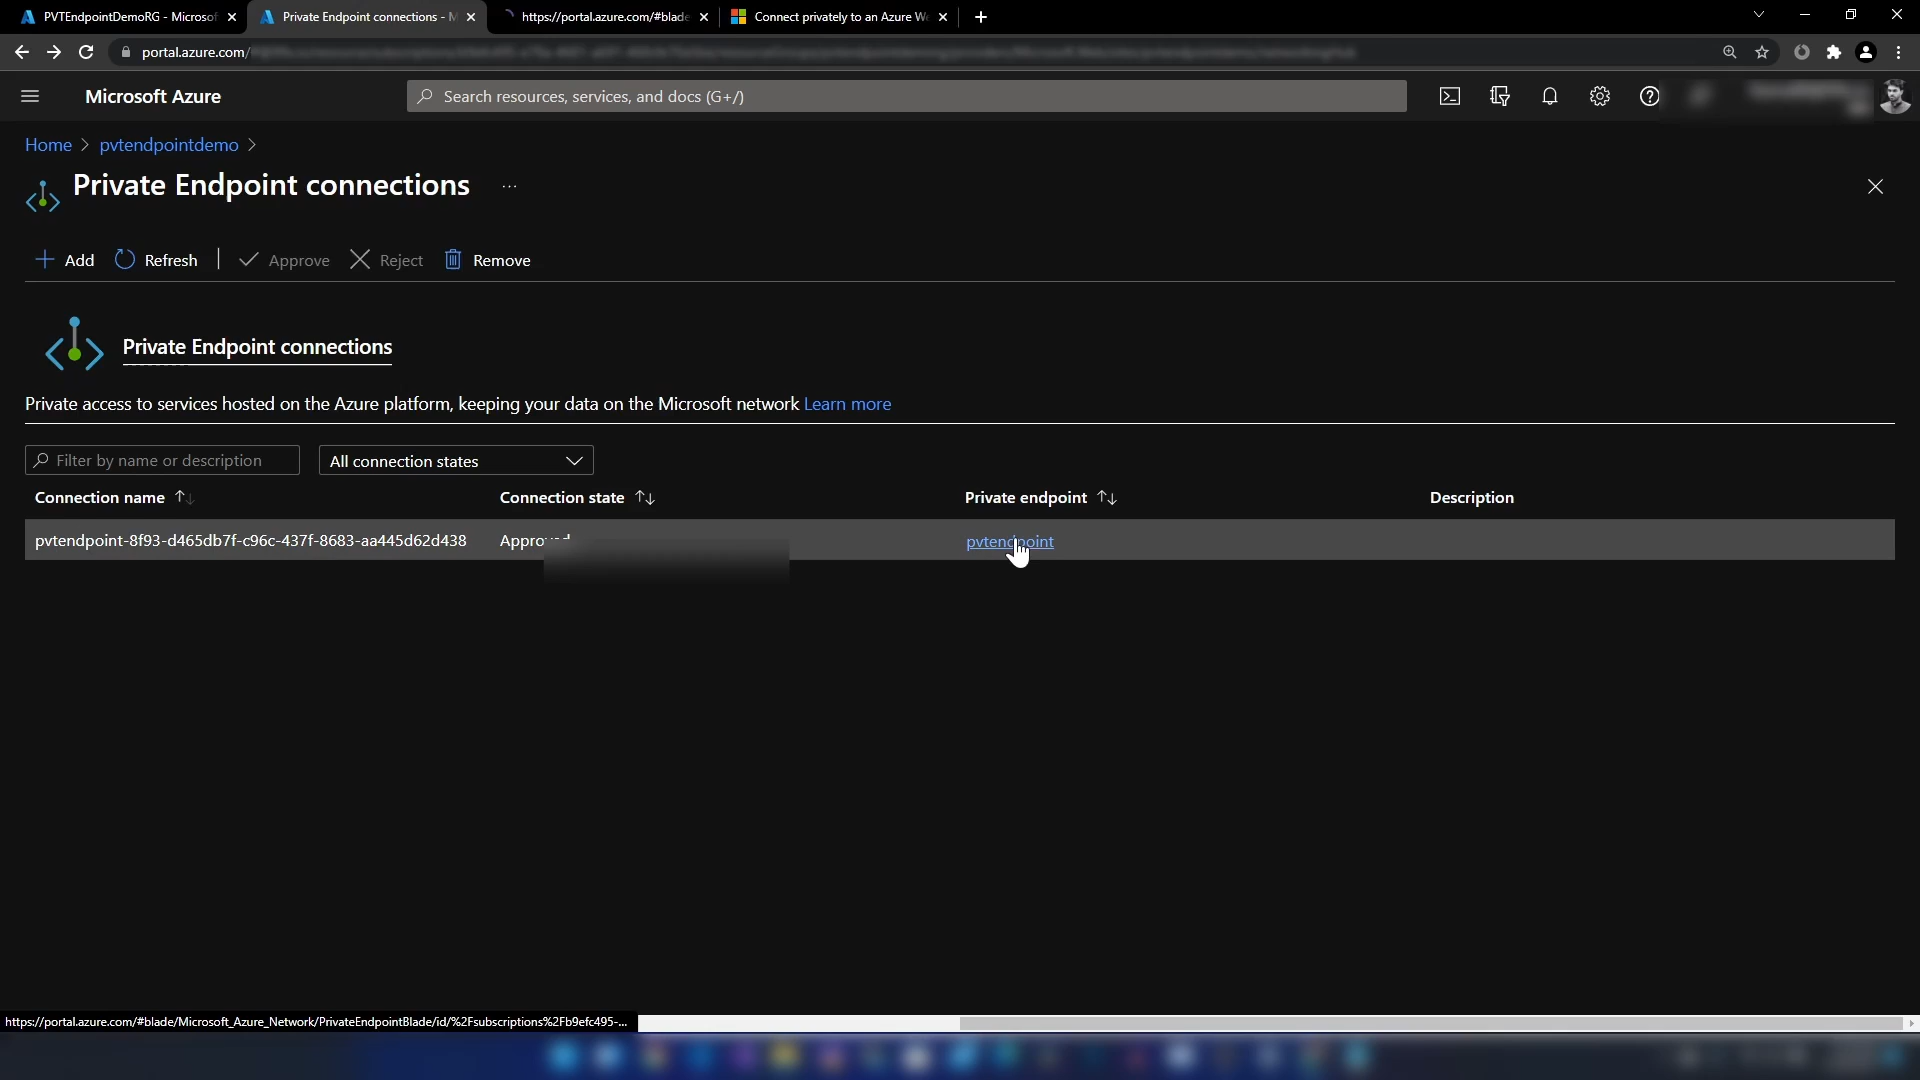 PVTEndpointDemoRG - Microsof
Private Endpoint connections - M
https://portal.azure.com/#blade
Connect privately to an Azure We
portal.azure.com/
Microsoft Azure
Search resources, services, and docs (G+/)
Home > pvtendpointdemo >
Private Endpoint connections ...
Add Refresh Approve Reject Remove
Private Endpoint connections
Private access to services hosted on the Azure platform, keeping your data on the Microsoft network Learn more
Filter by name or description All connection states
Connection name Connection state Private endpoint Description
pvtendpoint-8f93-d465db7f-c96c-437f-8683-aa445d62d438 Approved pvtendpoint
https://portal.azure.com/#blade/Microsoft_Azure_Network/PrivateEndpointBlade/id/%2Fsubscriptions%2Fb9efc495-...